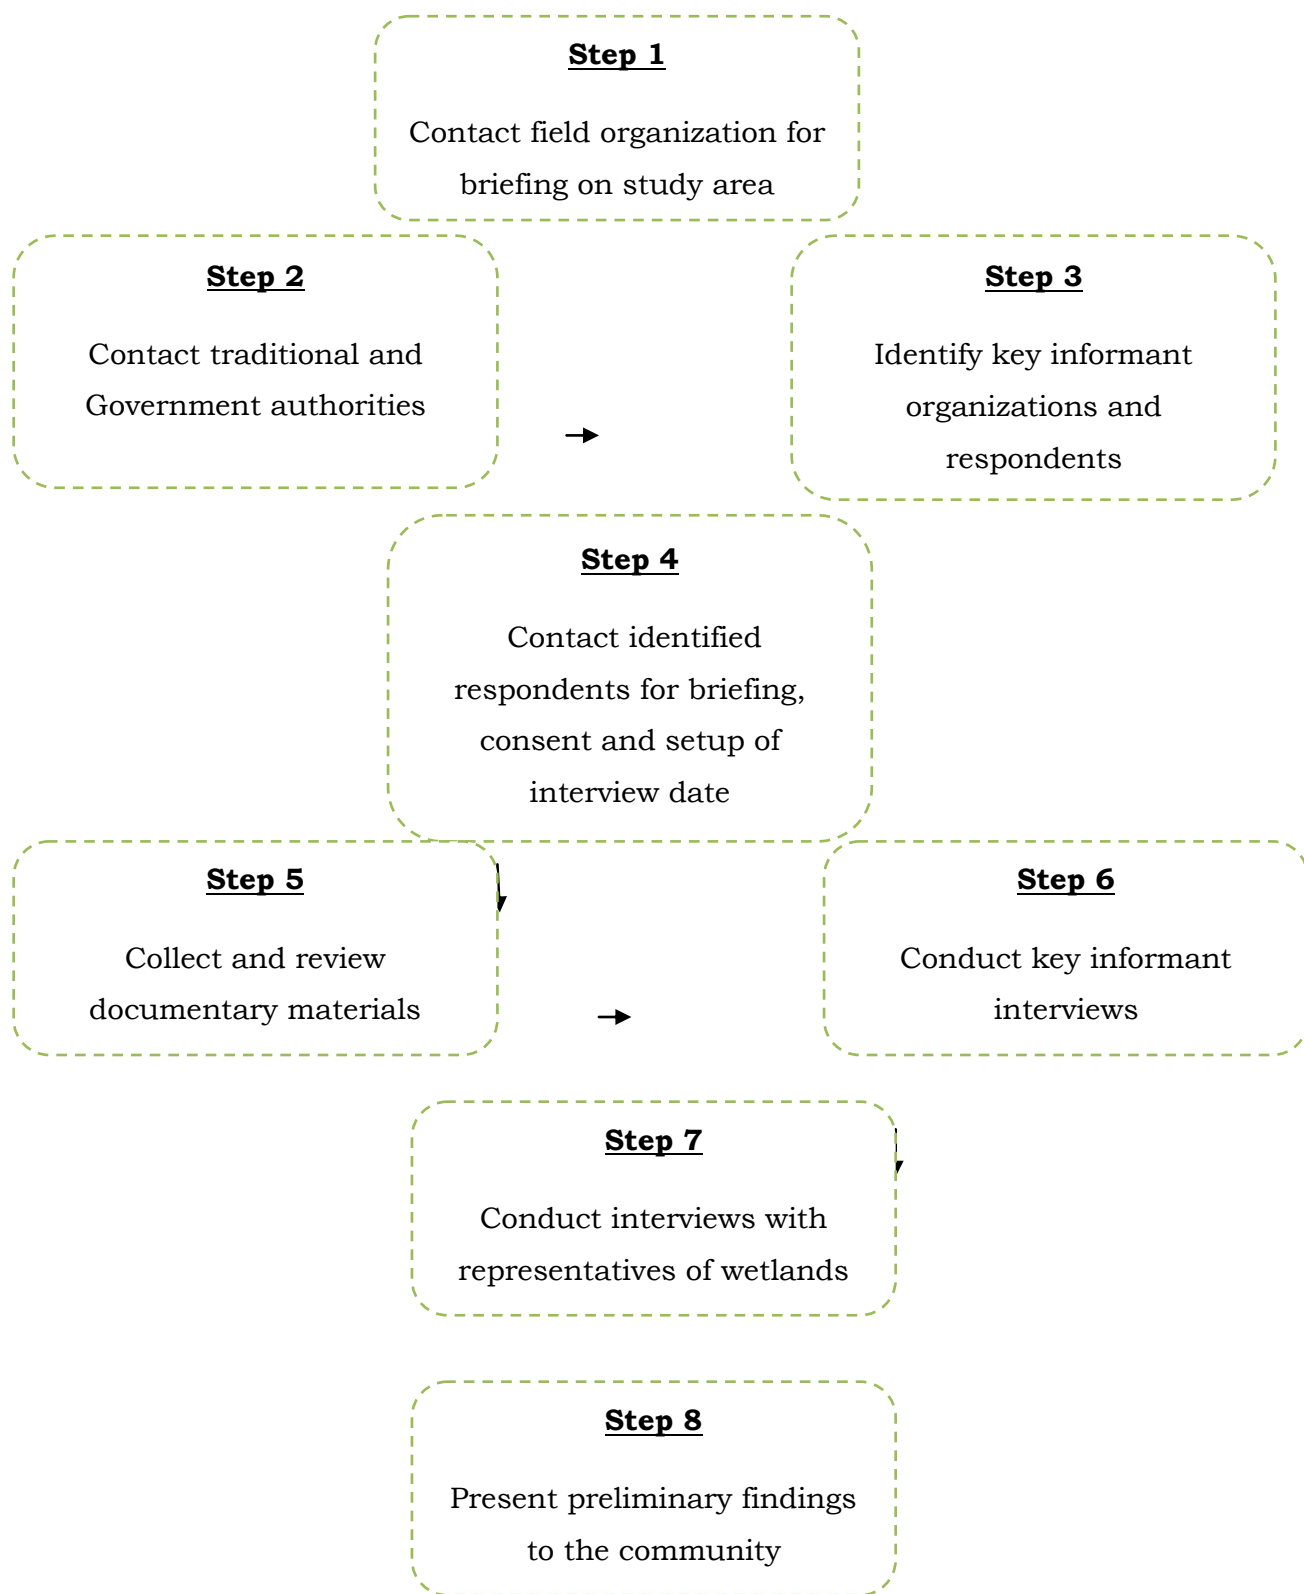 Step 1
Contact field organization for
briefing on study area
Step 2
Contact traditional and
Government authorities
Step 3
Identify key informant
organizations and
respondents
Step 4
Contact identified
respondents for briefing,
consent and setup of
interview date
Step 5
Collect and review
documentary materials
Step 6
Conduct key informant
interviews
Step 7
Conduct interviews with
representatives of wetlands
Step 8
Present preliminary findings
to the community